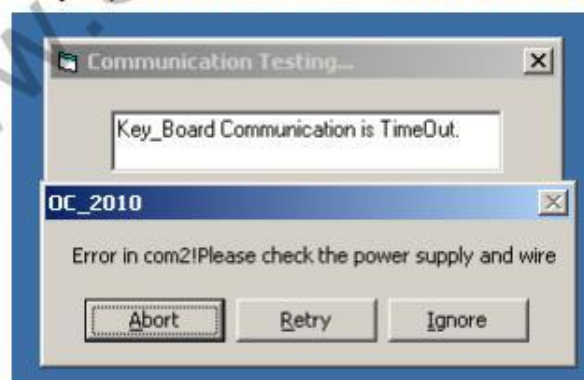 Communication Testing...
Key_Board Communication is TimeOut.
OC_2010
Error in com2!Please check the power supply and wire
Abort Retry Ignore